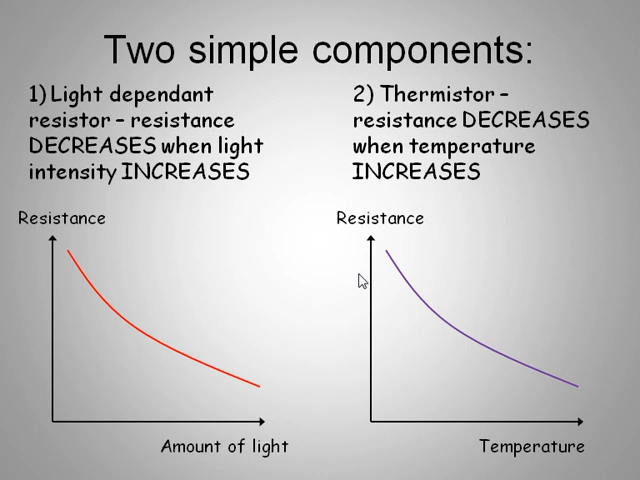 Two simple components:
1) Light dependant
resistor – resistance
DECREASES when light
intensity INCREASES
2) Thermistor –
resistance DECREASES
when temperature
INCREASES
Resistance
Amount of light
Resistance
Temperature